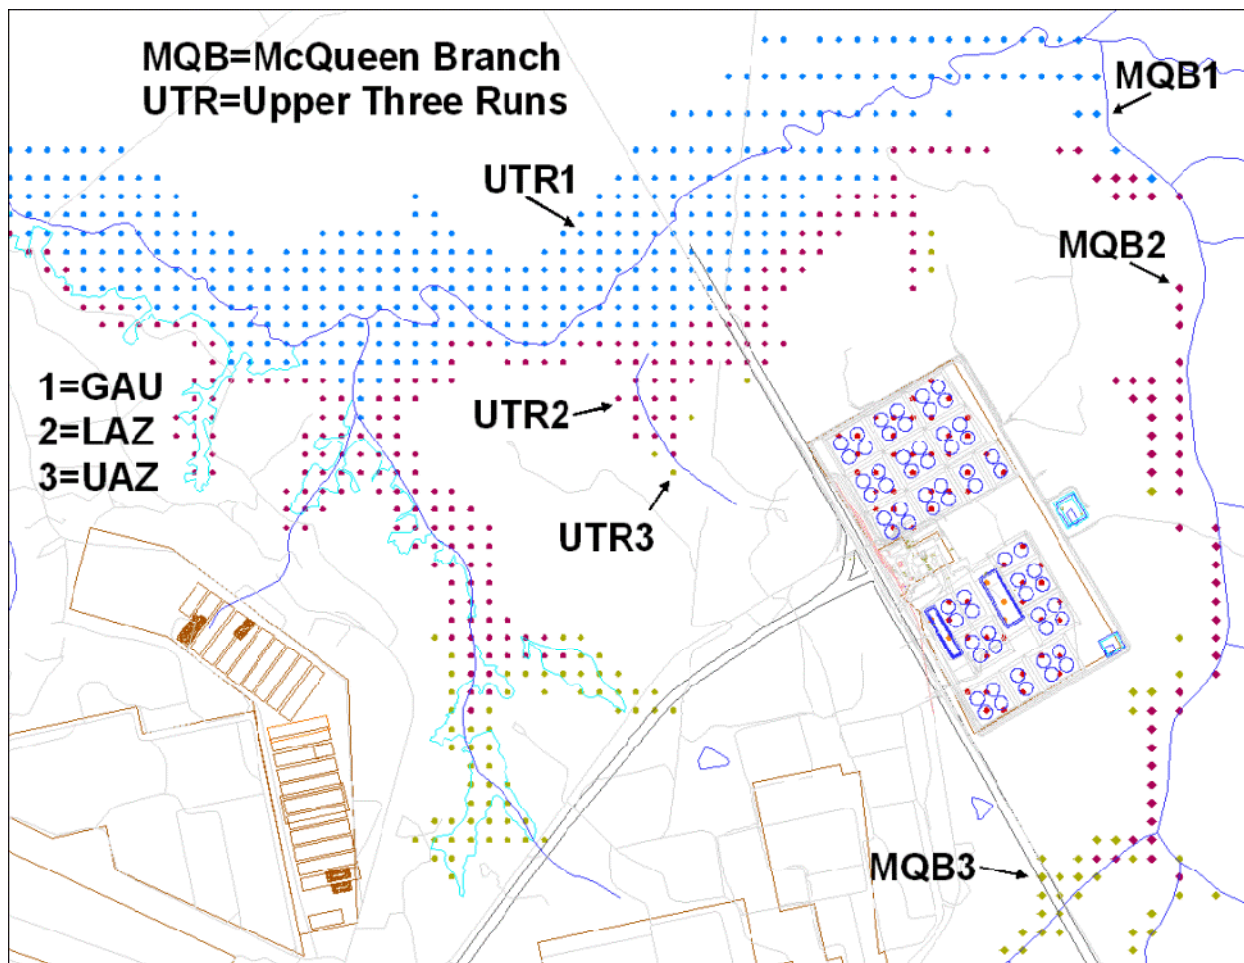 MQB=McQueen Branch
UTR=Upper Three Runs
MQB1
UTR1
MQB2
1=GAU
2=LAZ
3=UAZ
UTR2
UTR3
MQB3